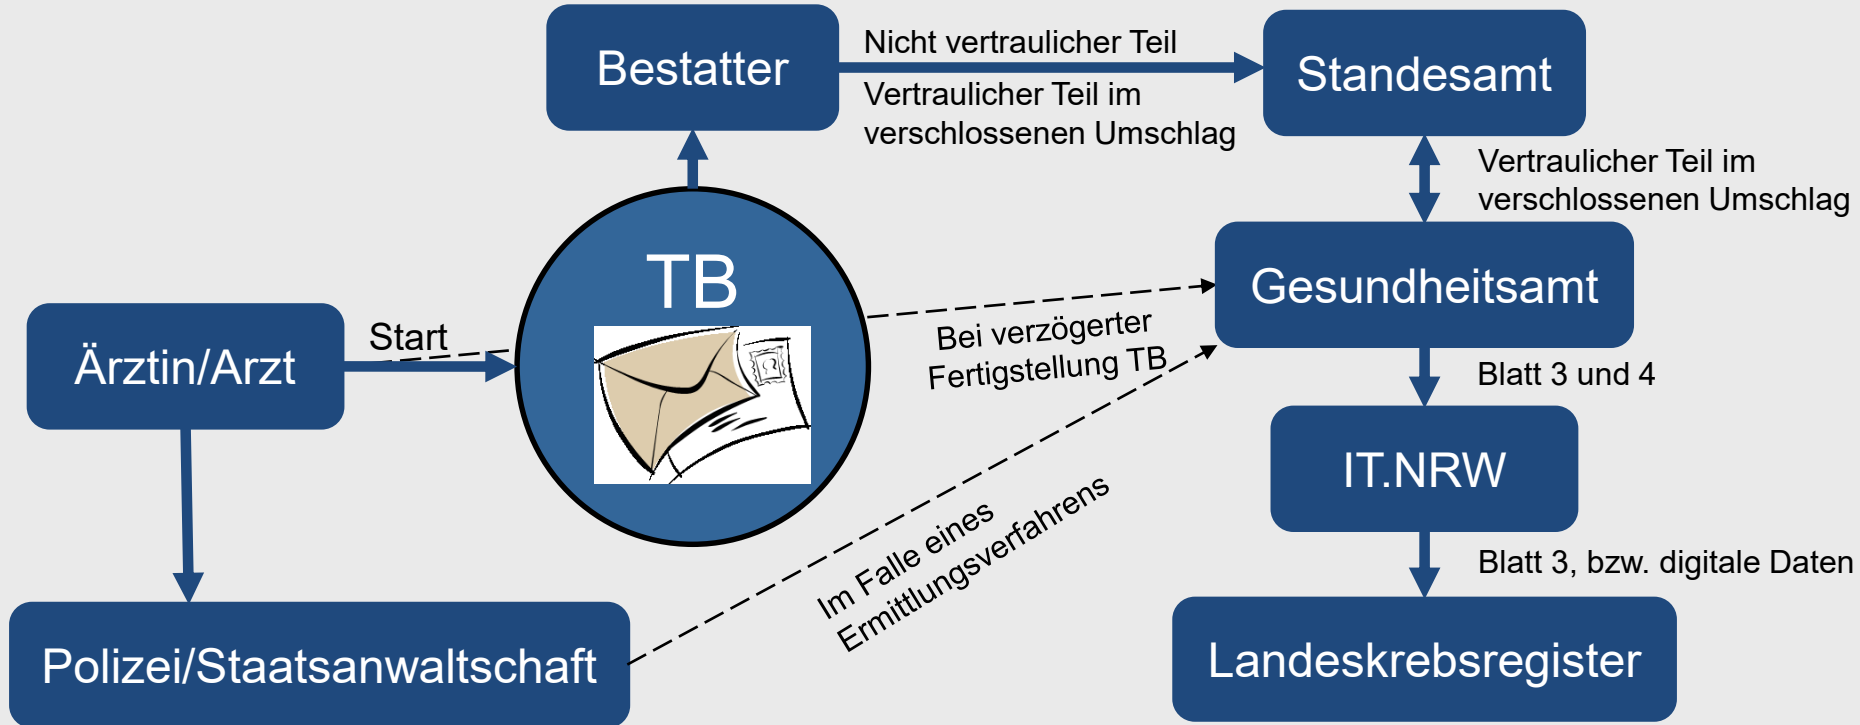 Bestatter
Nicht vertraulicher Teil
Vertraulicher Teil im
verschlossenen Umschlag
Standesamt
Vertraulicher Teil im
verschlossenen Umschlag
TB
Gesundheitsamt
Ärztin/Arzt
Start
Bei verzögerter
Fertigstellung TB
Blatt 3 und 4
IT.NRW
Im Falle eines
Ermittlungsverfahrens
Blatt 3, bzw. digitale Daten
Polizei/Staatsanwaltschaft
Landeskrebsregister